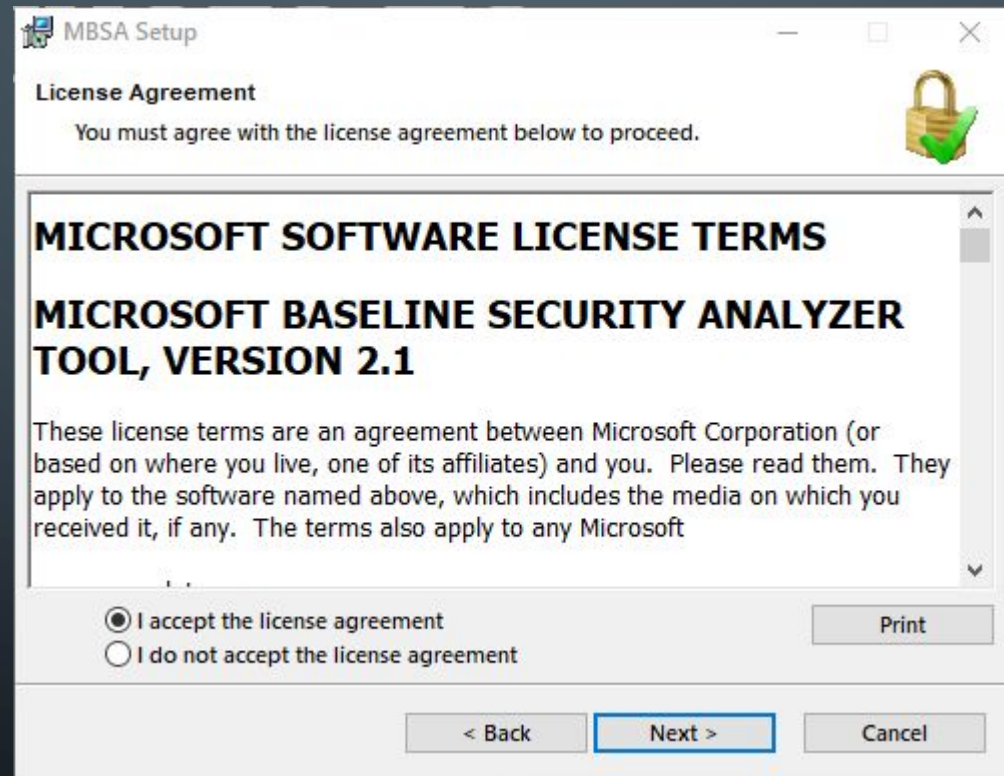 MBSA Setup
License Agreement
You must agree with the license agreement below to proceed.
MICROSOFT SOFTWARE LICENSE TERMS
MICROSOFT BASELINE SECURITY ANALYZER
TOOL, VERSION 2.1
These license terms are an agreement between Microsoft Corporation (or
based on where you live, one of its affiliates) and you.  Please read them.  They
apply to the software named above, which includes the media on which you
received it, if any.  The terms also apply to any Microsoft
I accept the license agreement
Print
I do not accept the license agreement
< Back
Next >
Cancel